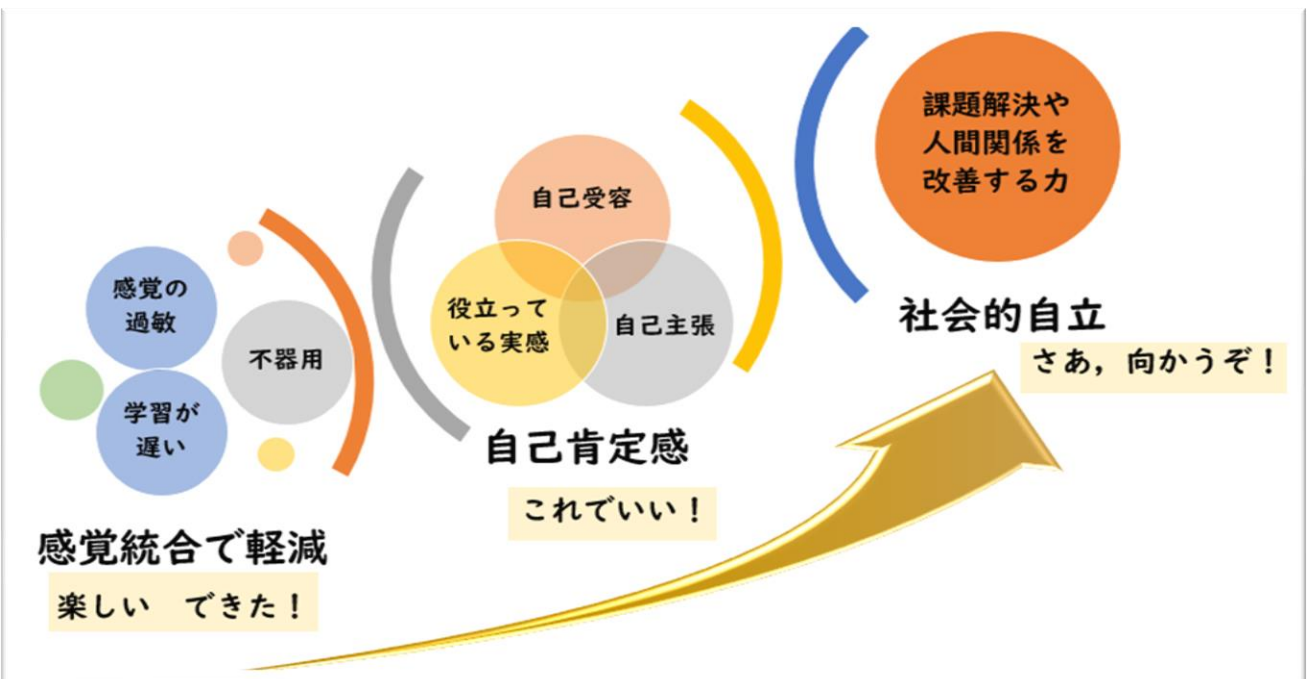 感覚の
過敏
不器用
学習が
遅い
感覚統合で軽減
楽しい　できた！
自己受容
役立って
いる実感
自己主張
自己肯定感
これでいい！
課題解決や
人間関係を
改善する力
社会的自立
さあ，向かうぞ！